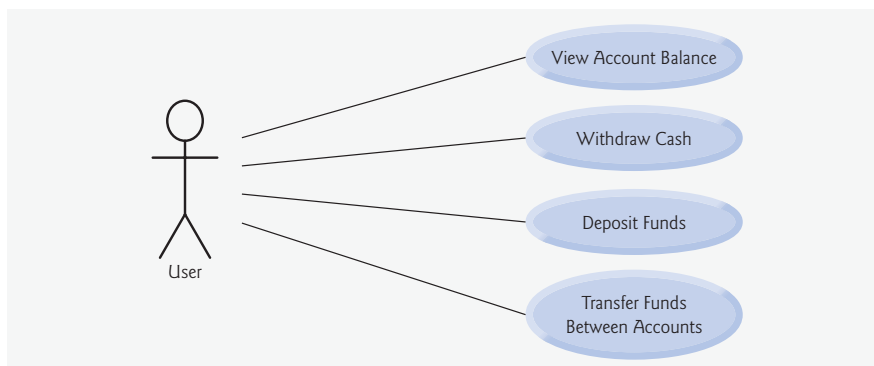 View Account Balance
Withdraw Cash
Deposit Funds
User
Transfer Funds
Between Accounts